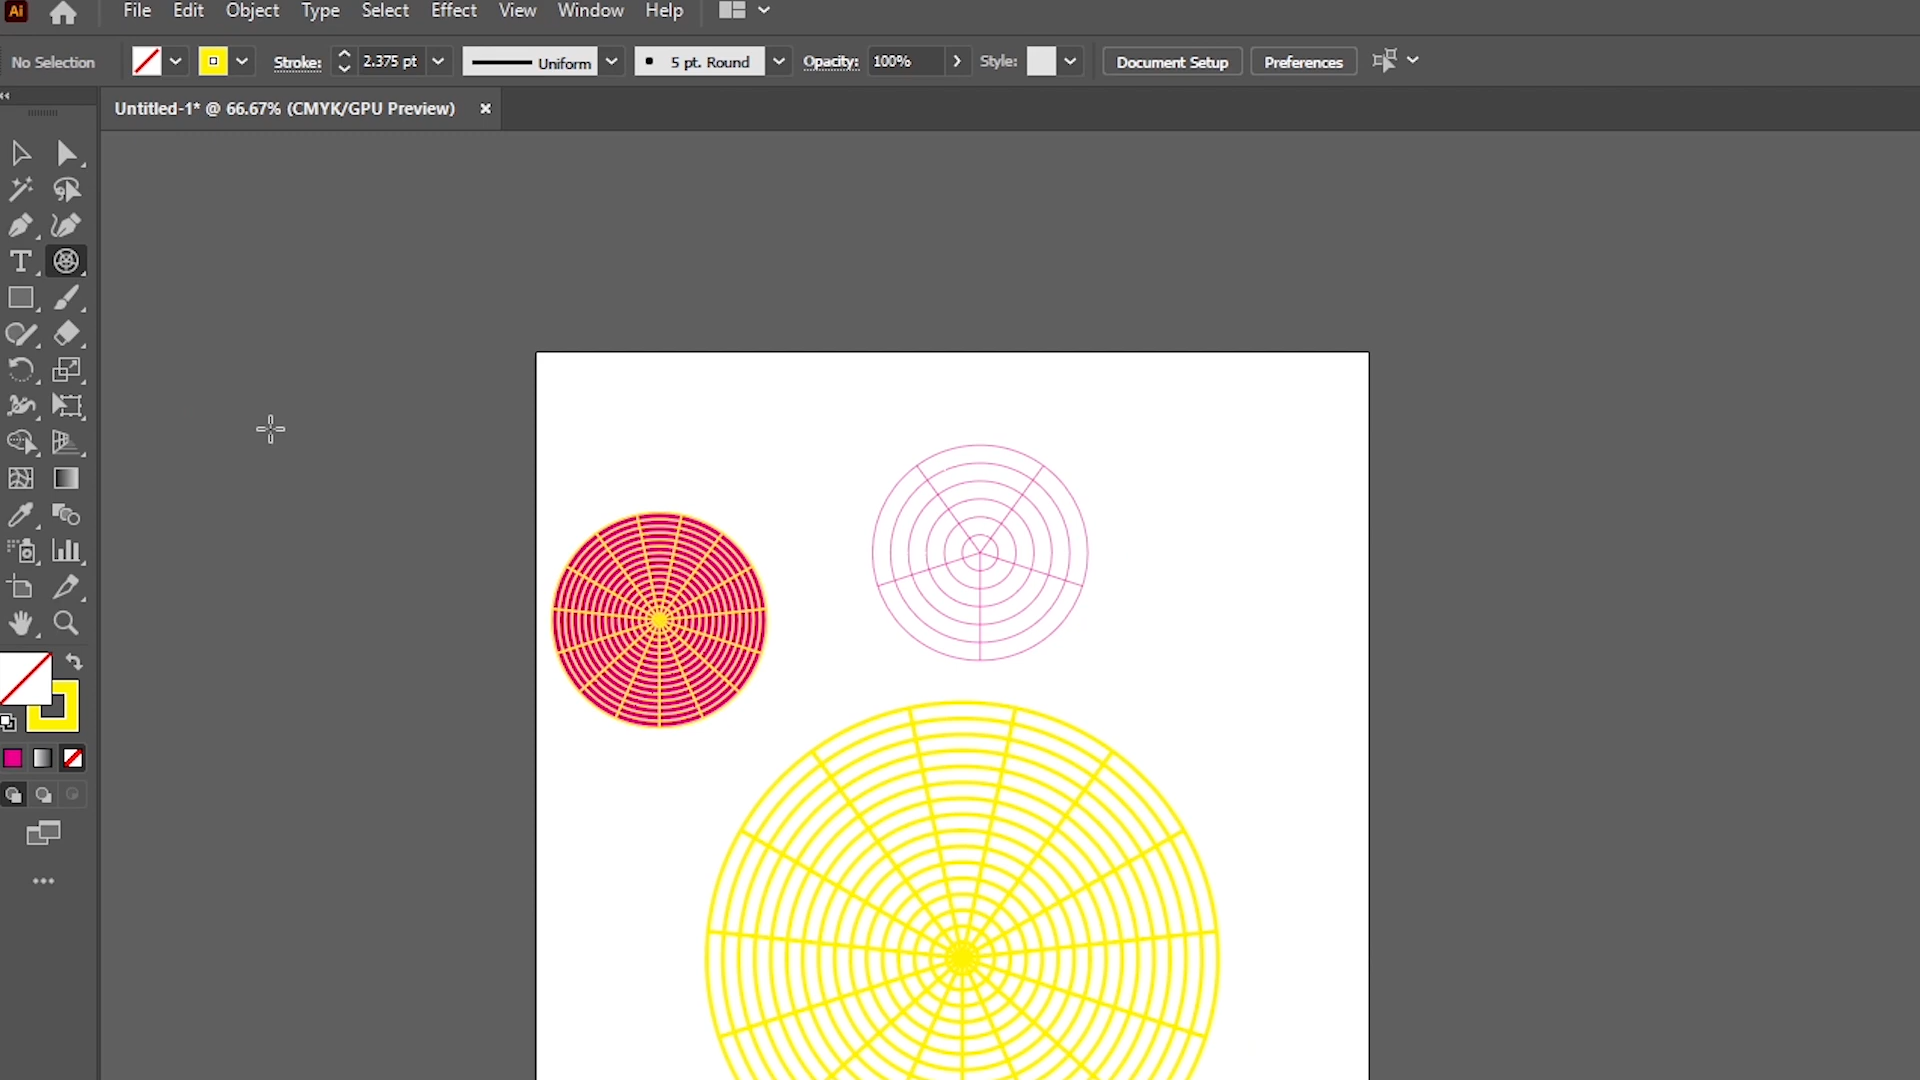 Ai File Edit Object Type Select Effect View Window Help
No Selection Stroke: 2.375 pt Uniform 5 pt. Round Opacity: 100% Style: Document Setup Preferences
Untitled-1* @ 66.67% (CMYK/GPU Preview)